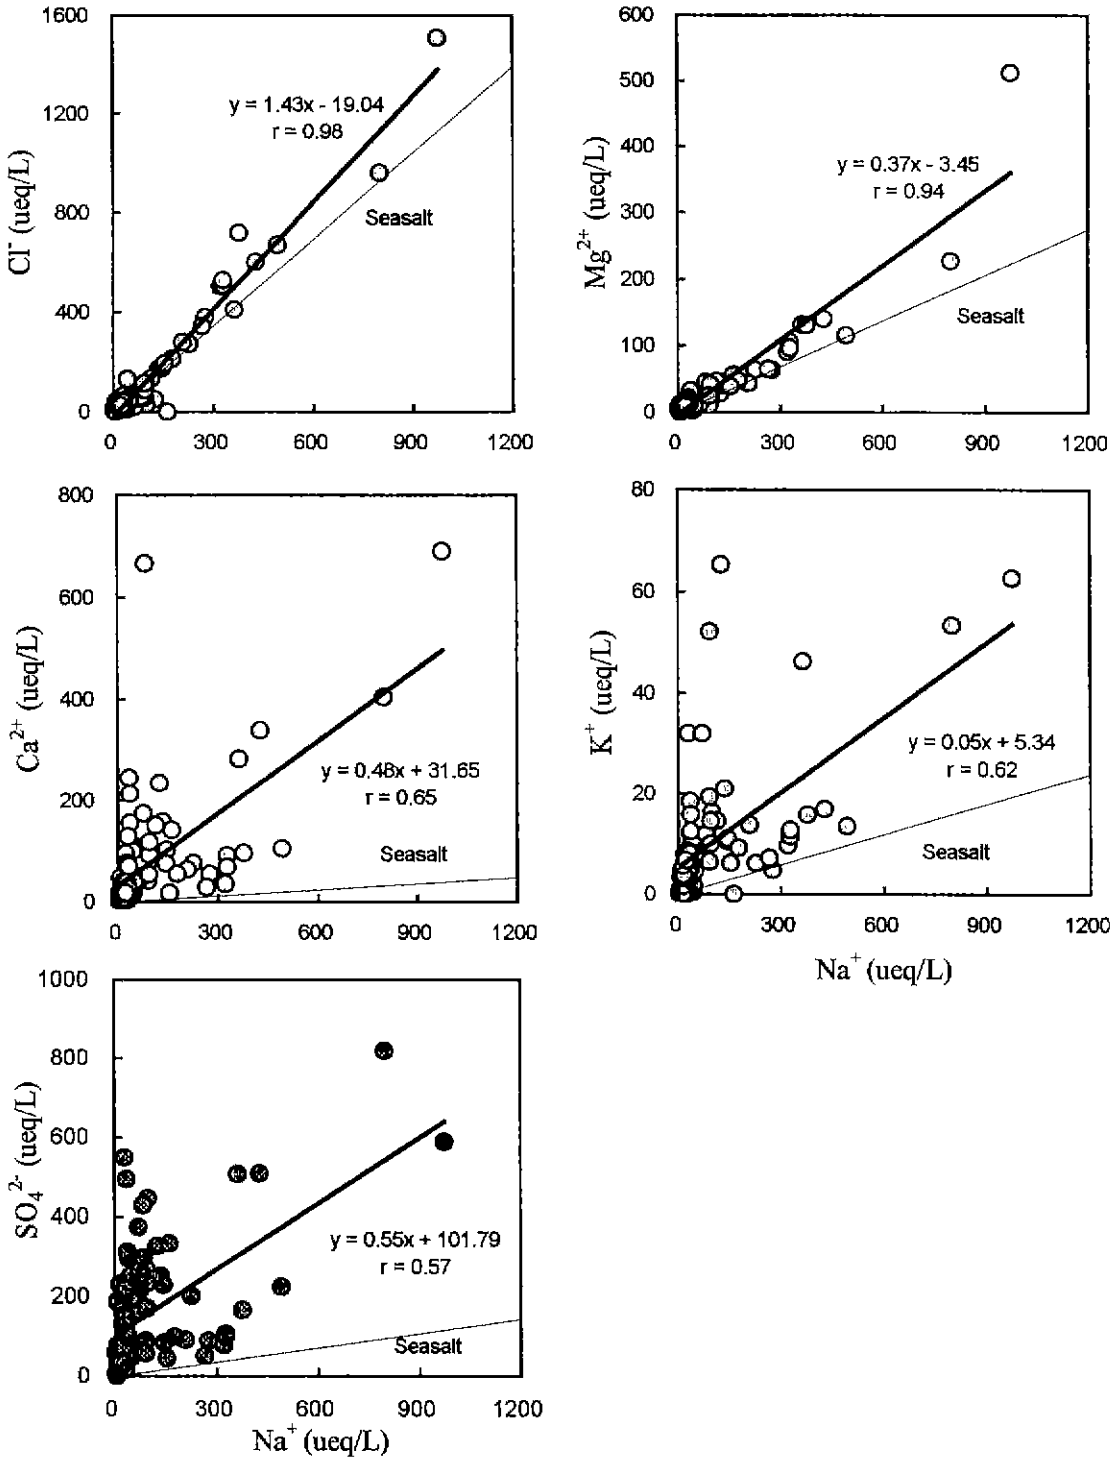 1600
1200
800
400
0
Cl⁻ (ueq/L)
y = 1.43x - 19.04
r = 0.98
Seasalt
0 300 600 900 1200
600
500
400
300
200
100
0
Mg²⁺ (ueq/L)
y = 0.37x - 3.45
r = 0.94
Seasalt
0 300 600 900 1200
800
600
400
200
0
Ca²⁺ (ueq/L)
y = 0.48x + 31.65
r = 0.65
Seasalt
0 300 600 900 1200
80
60
40
20
0
K⁺ (ueq/L)
y = 0.05x + 5.34
r = 0.62
Seasalt
0 300 600 900 1200
Na⁺ (ueq/L)
1000
800
600
400
200
0
SO₄²⁻ (ueq/L)
y = 0.55x + 101.79
r = 0.57
Seasalt
0 300 600 900 1200
Na⁺ (ueq/L)